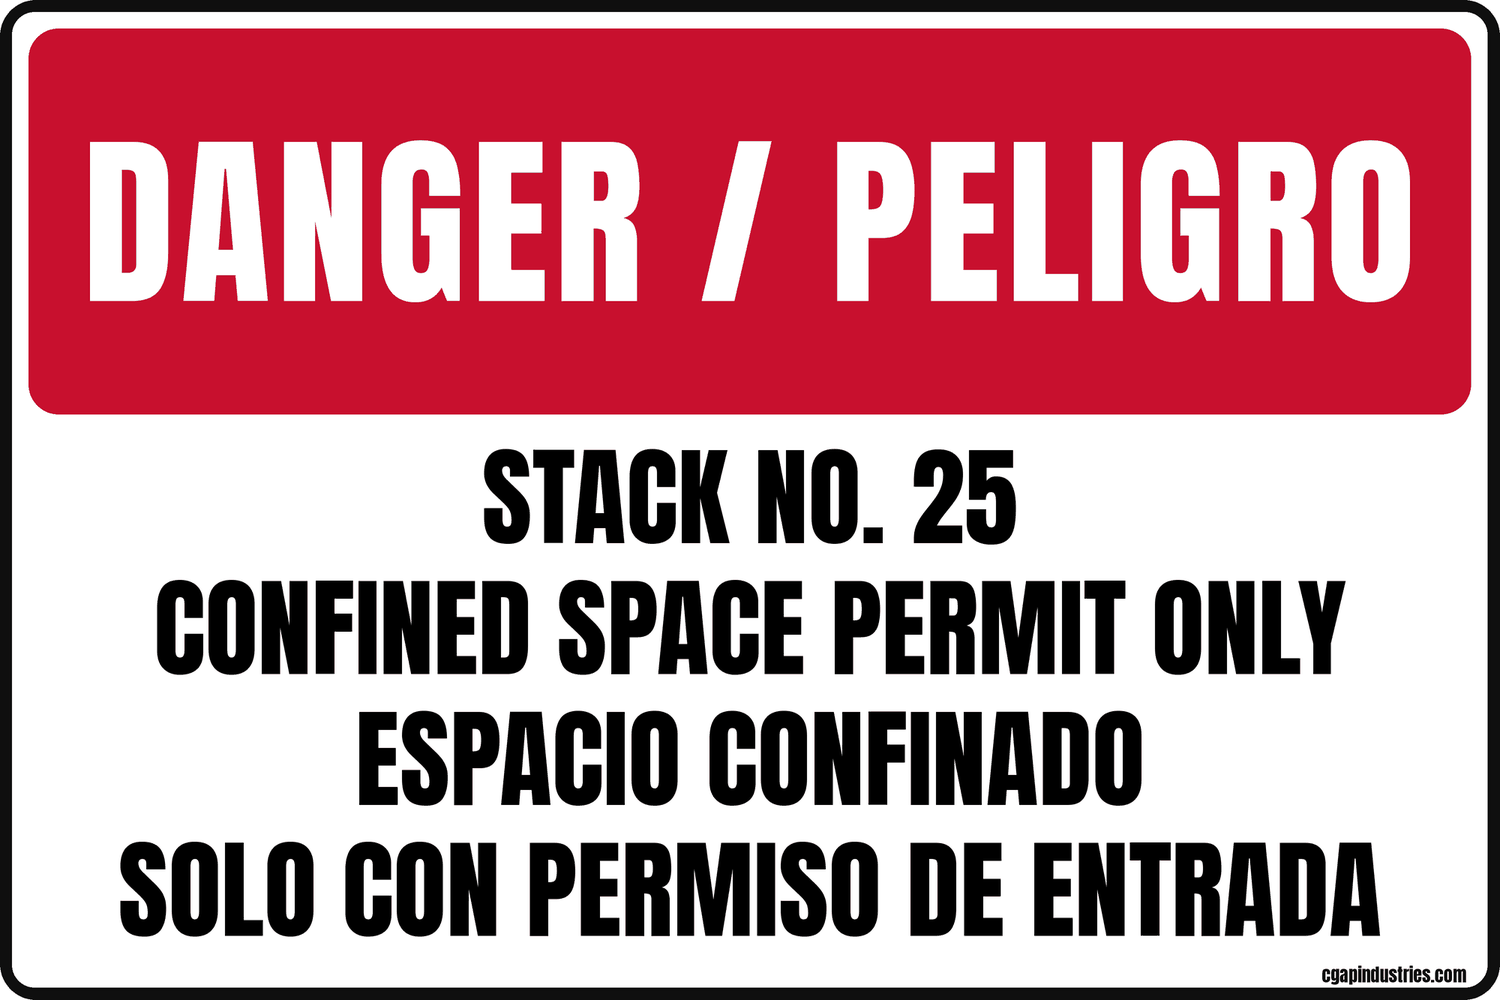 DANGER / PELIGRO
STACK NO. 25
CONFINED SPACE PERMIT ONLY
ESPACIO CONFINADO
SOLO CON PERMISO DE ENTRADA
cgapindustries.com